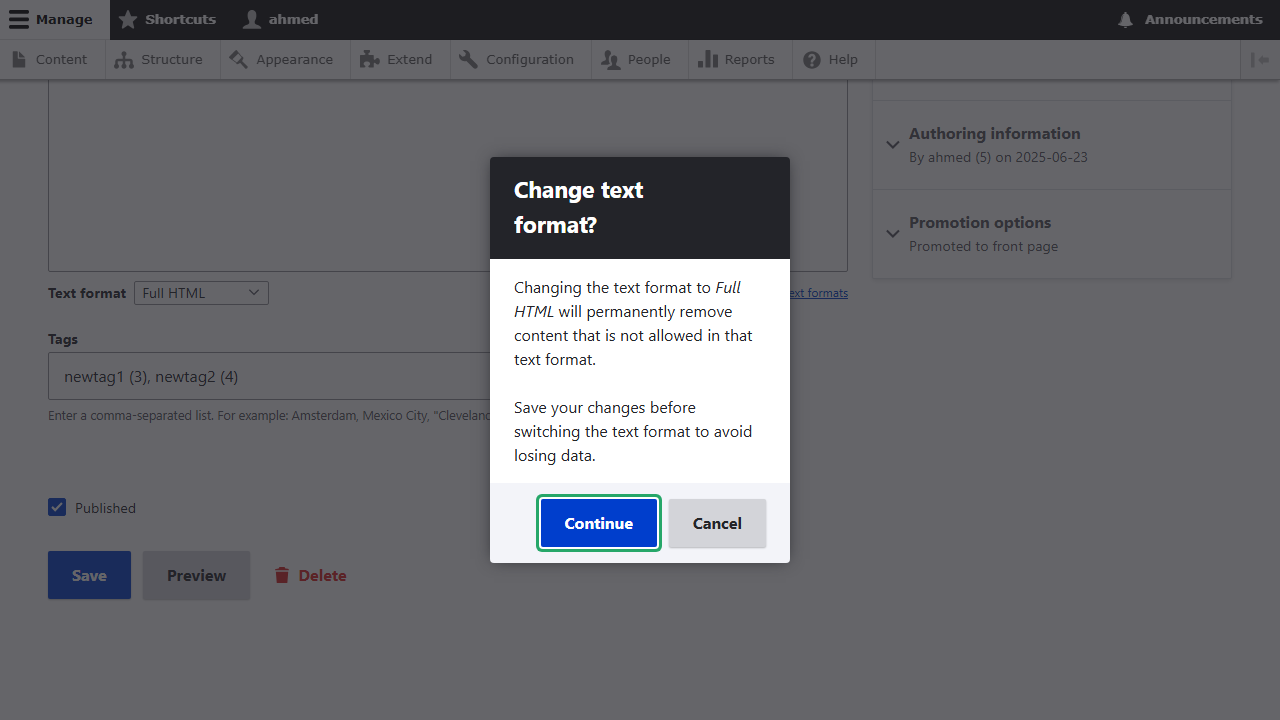 Manage
Shortcuts
ahmed
Announcements
Content
Structure
Appearance
Extend
Configuration
People
Reports
Help
Authoring information
By ahmed (5) on 2025-06-23
Promotion options
Promoted to front page
Change text
format?
Changing the text format to Full
HTML will permanently remove
content that is not allowed in that
text format.
Save your changes before
switching the text format to avoid
losing data.
Continue
Cancel
Text format
Full HTML
text formats
Tags
newtag1 (3), newtag2 (4)
Enter a comma-separated list. For example: Amsterdam, Mexico City, "Cleveland
Published
Save
Preview
Delete